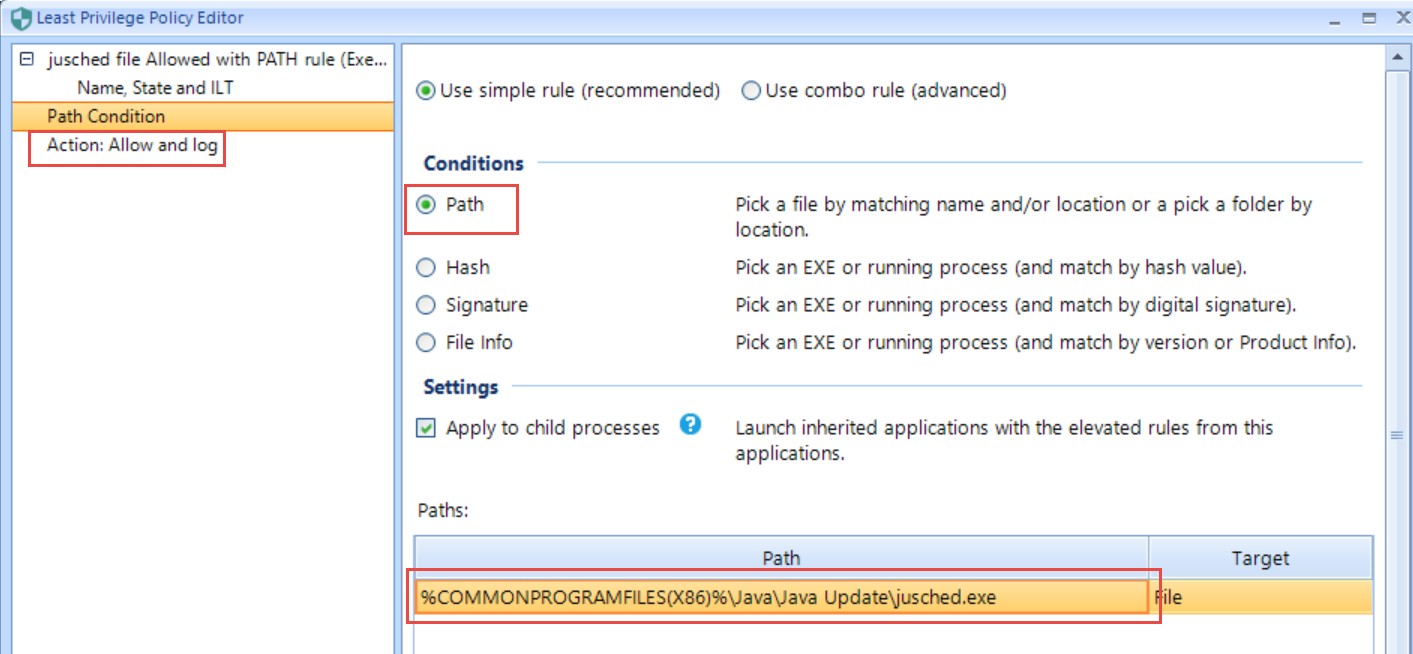 Least Privilege Policy Editor
jusched file Allowed with PATH rule (Exe...
Name, State and ILT
Path Condition
Action: Allow and log
Use simple rule (recommended) Use combo rule (advanced)
Conditions
Path Pick a file by matching name and/or location or a pick a folder by
location.
Hash Pick an EXE or running process (and match by hash value).
Signature Pick an EXE or running process (and match by digital signature).
File Info Pick an EXE or running process (and match by version or Product Info).
Settings
Apply to child processes ? Launch inherited applications with the elevated rules from this
applications.
Paths:
Path Target
%COMMONPROGRAMFILES(X86)%\Java\Java Update\jusched.exe File